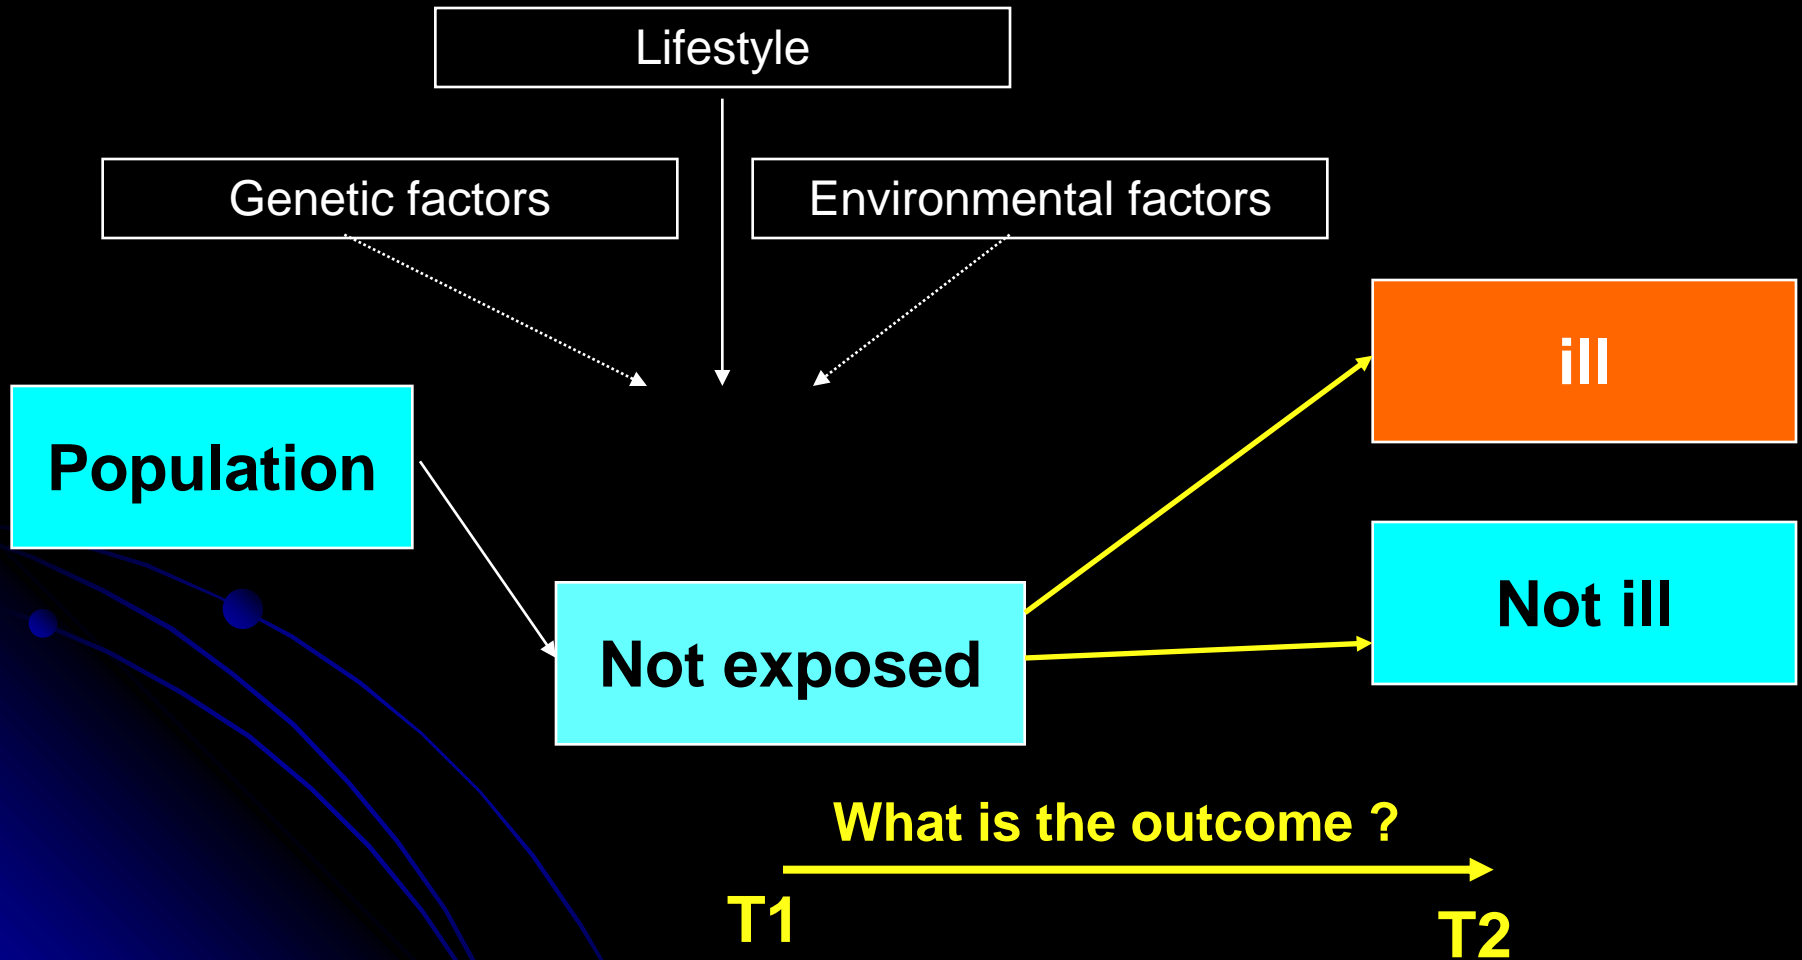 Lifestyle
Genetic factors
Environmental factors
ill
Population
Not ill
Not exposed
What is the outcome ?
T1
T2